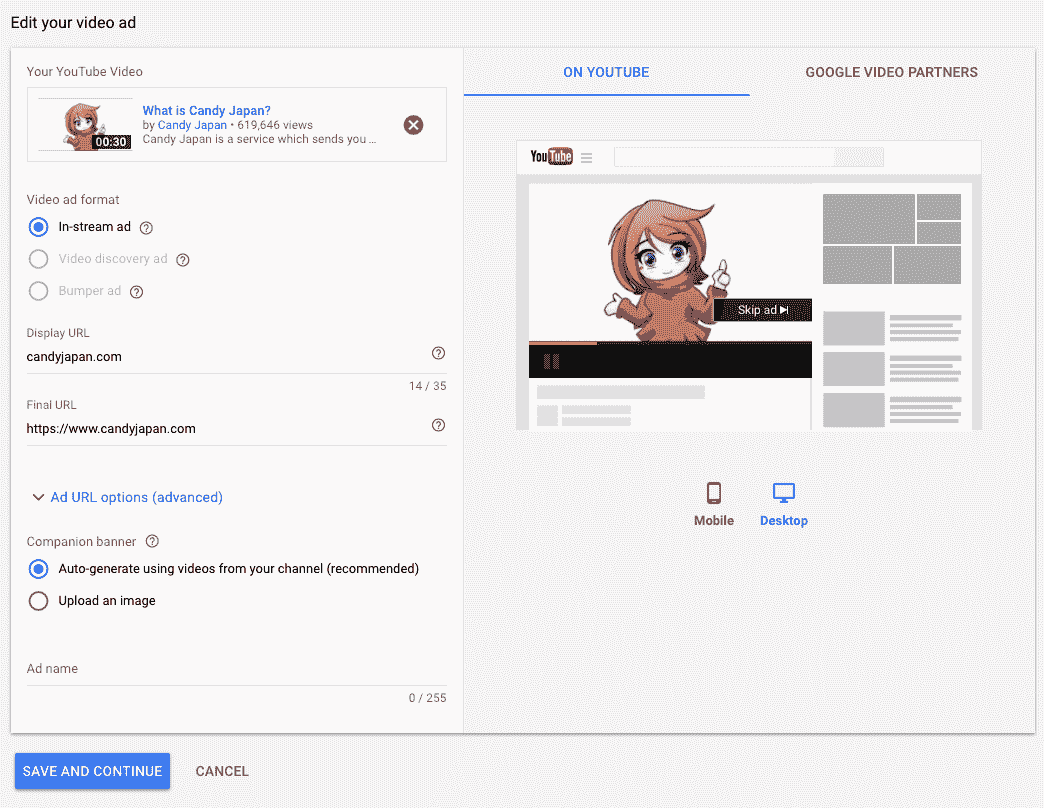 Edit your video ad
Your YouTube Video
What is Candy Japan?
by Candy Japan • 619,646 views
Candy Japan is a service which sends you ...
00:30
Video ad format
In-stream ad
Video discovery ad
Bumper ad
Display URL
candyjapan.com
14 / 35
Final URL
https://www.candyjapan.com
Ad URL options (advanced)
Companion banner
Auto-generate using videos from your channel (recommended)
Upload an image
Ad name
0 / 255
SAVE AND CONTINUE
CANCEL
ON YOUTUBE
GOOGLE VIDEO PARTNERS
YouTube
Skip ad
Mobile
Desktop